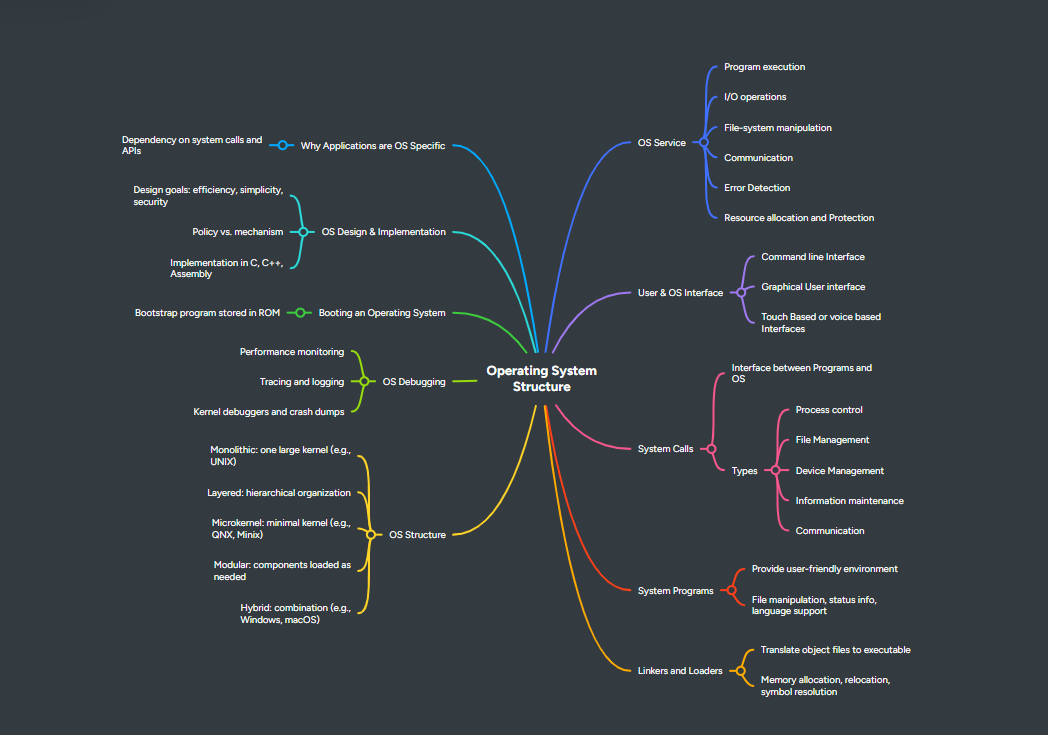 Operating System
Structure
OS Service
Program execution
I/O operations
File-system manipulation
Communication
Error Detection
Resource allocation and Protection
User & OS Interface
Command line Interface
Graphical User interface
Touch Based or voice based
Interfaces
System Calls
Interface between Programs and
OS
Types
Process control
File Management
Device Management
Information maintenance
Communication
System Programs
Provide user-friendly environment
File manipulation, status info,
language support
Linkers and Loaders
Translate object files to executable
Memory allocation, relocation,
symbol resolution
Why Applications are OS Specific
Dependency on system calls and
APIs
OS Design & Implementation
Design goals: efficiency, simplicity,
security
Policy vs. mechanism
Implementation in C, C++,
Assembly
Booting an Operating System
Bootstrap program stored in ROM
OS Debugging
Performance monitoring
Tracing and logging
Kernel debuggers and crash dumps
OS Structure
Monolithic: one large kernel (e.g.,
UNIX)
Layered: hierarchical organization
Microkernel: minimal kernel (e.g.,
QNX, Minix)
Modular: components loaded as
needed
Hybrid: combination (e.g.,
Windows, macOS)